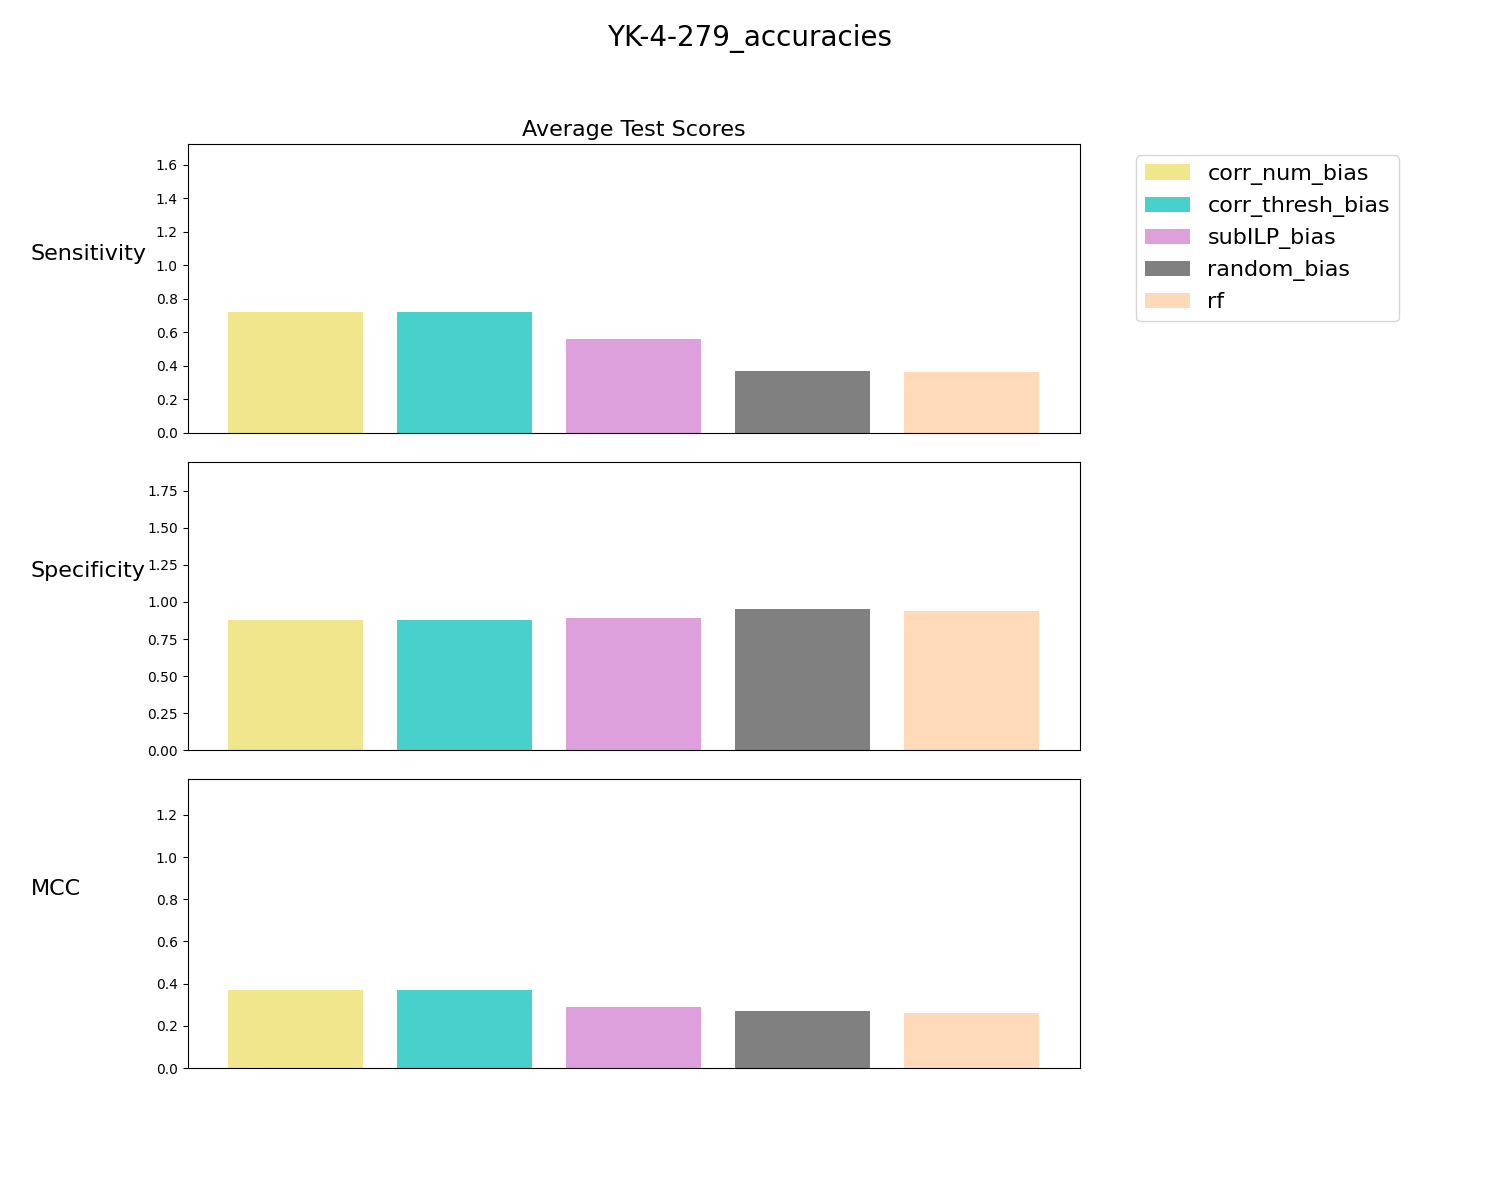 YK-4-279_accuracies
Average Test Scores
Sensitivity
1.6
1.4
1.2
1.0
0.8
0.6
0.4
0.2
0.0
corr_num_bias
corr_thresh_bias
subILP_bias
random_bias
rf
Specificity
1.75
1.50
1.25
1.00
0.75
0.50
0.25
0.00
MCC
1.2
1.0
0.8
0.6
0.4
0.2
0.0